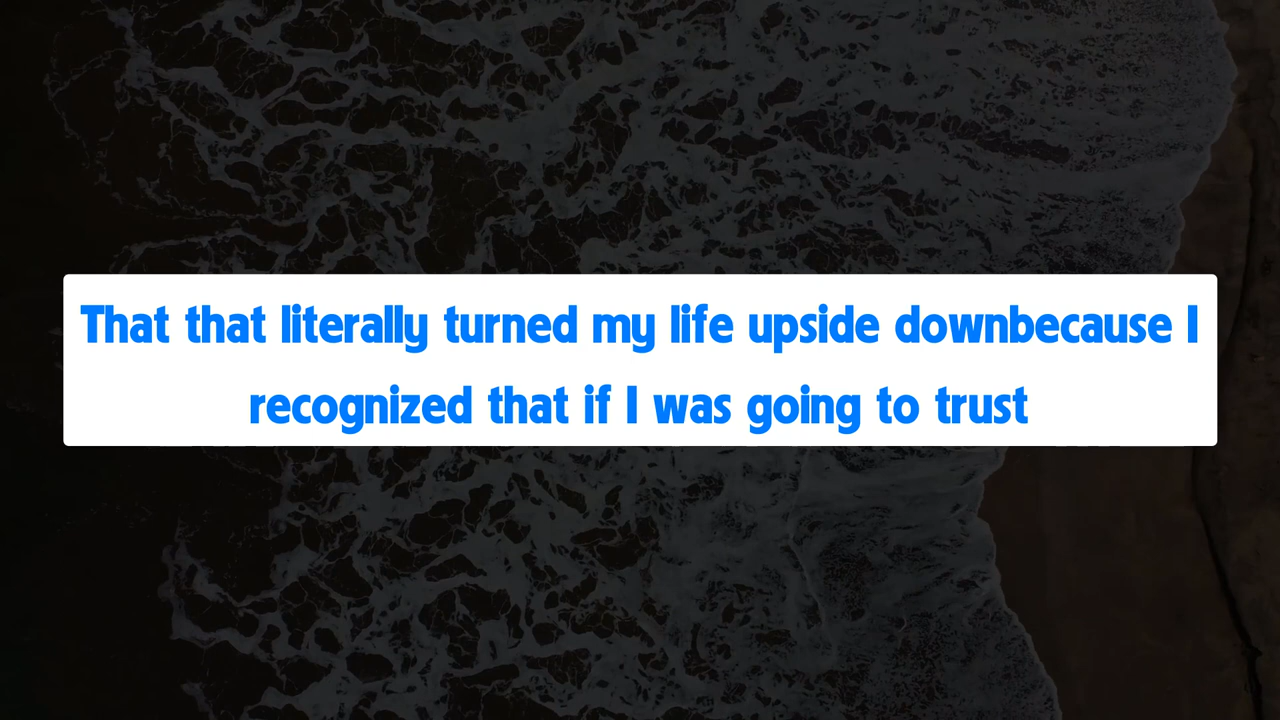 That that literally turned my life upside downbecause I
recognized that if I was going to trust